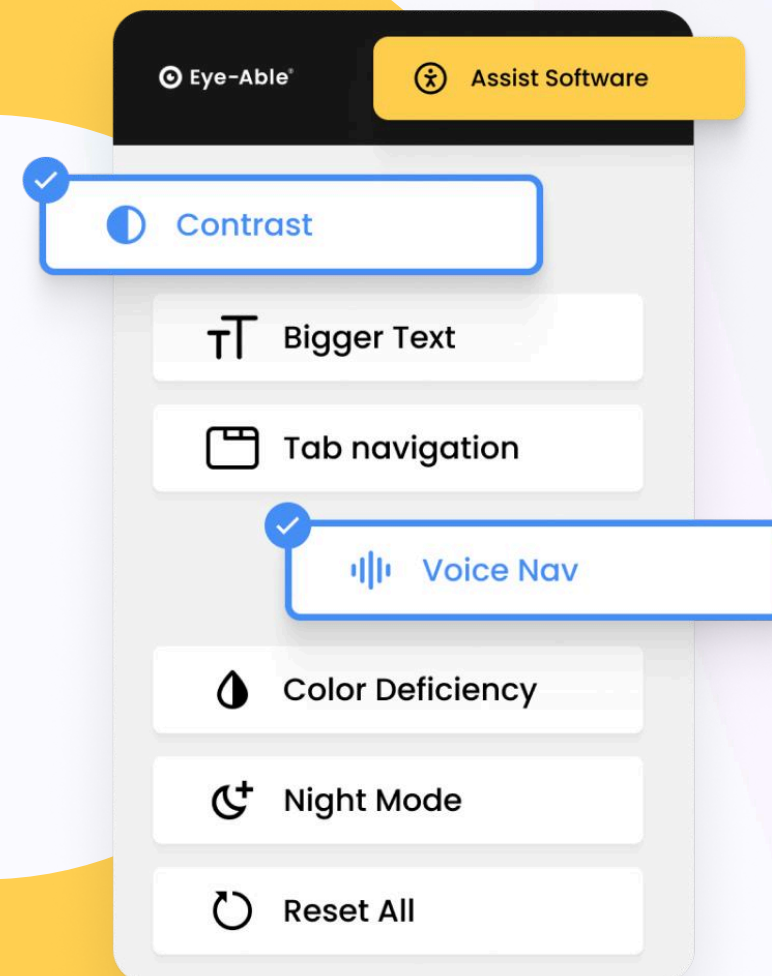 Eye-Able®
Assist Software
Contrast
Bigger Text
Tab navigation
Voice Nav
Color Deficiency
Night Mode
Reset All